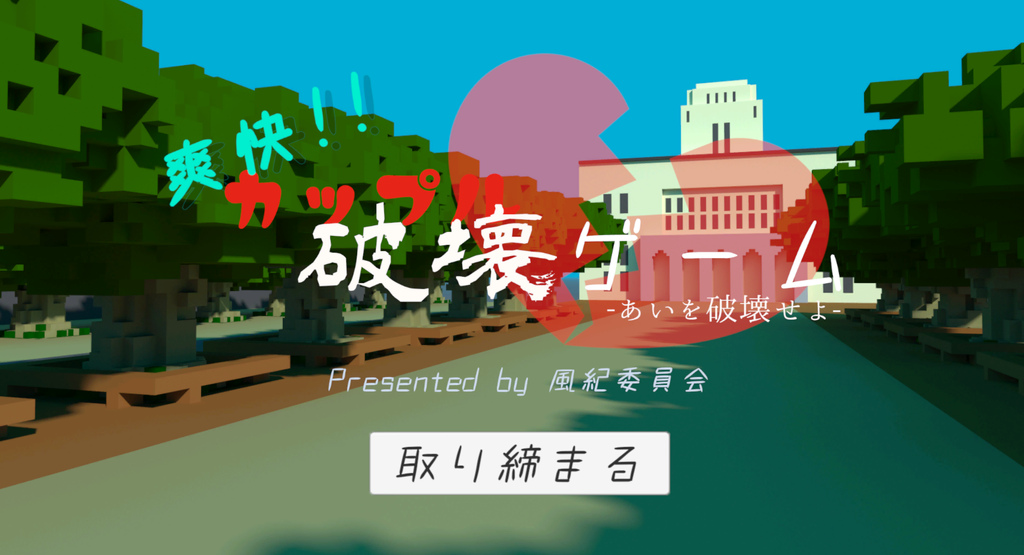 爽快!!
カップル
破壊ゲーム
-あいを破壊せよ-
Presented by 風紀委員会
取り締まる